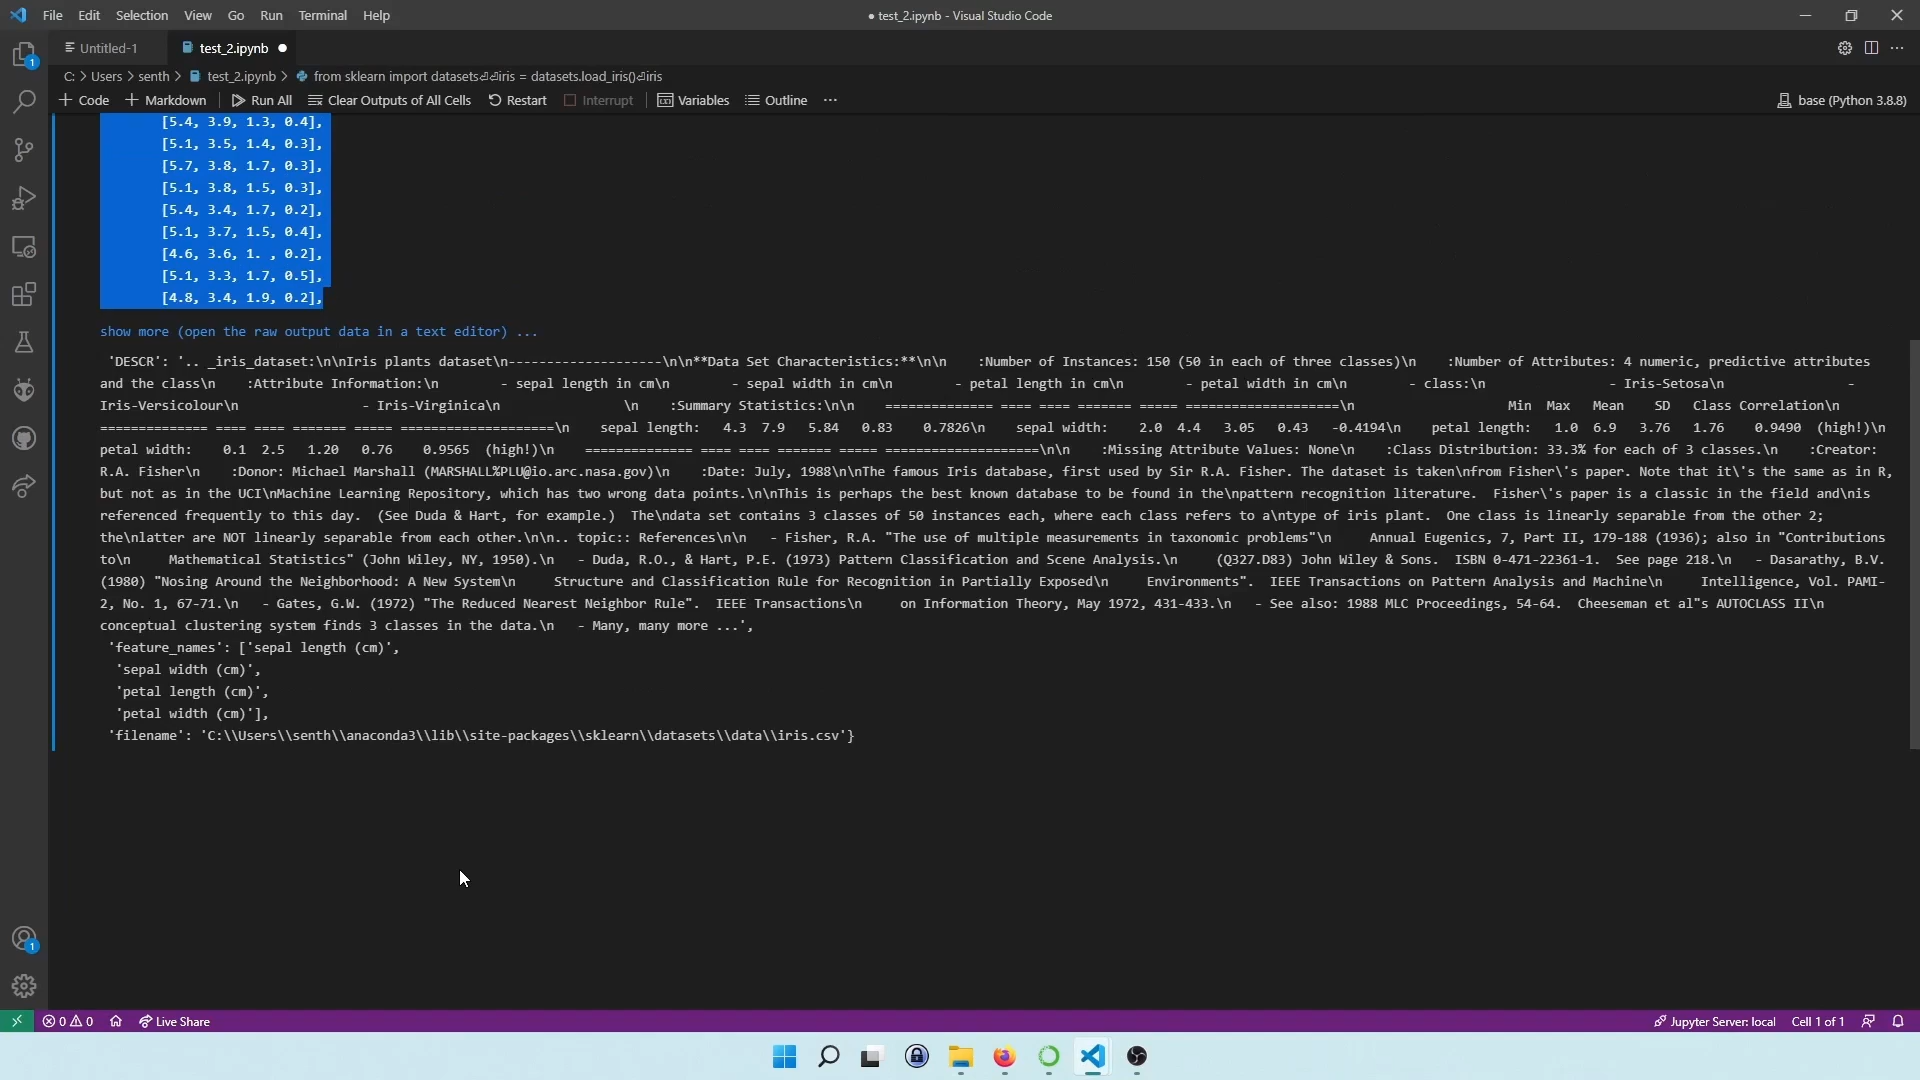 File Edit Selection View Go Run Terminal Help
● test_2.ipynb - Visual Studio Code
Untitled-1 test_2.ipynb
C: > Users > senth > test_2.ipynb > from sklearn import datasets⏎⏎iris = datasets.load_iris()⏎iris
+ Code + Markdown Run All Clear Outputs of All Cells Restart Interrupt Variables Outline ...
base (Python 3.8.8)
[5.4, 3.9, 1.3, 0.4],
[5.1, 3.5, 1.4, 0.3],
[5.7, 3.8, 1.7, 0.3],
[5.1, 3.8, 1.5, 0.3],
[5.4, 3.4, 1.7, 0.2],
[5.1, 3.7, 1.5, 0.4],
[4.6, 3.6, 1. , 0.2],
[5.1, 3.3, 1.7, 0.5],
[4.8, 3.4, 1.9, 0.2],
show more (open the raw output data in a text editor) ...
'DESCR': '.. _iris_dataset:\n\nIris plants dataset\n--------------------\n\n**Data Set Characteristics:**\n\n    :Number of Instances: 150 (50 in each of three classes)\n    :Number of Attributes: 4 numeric, predictive attributes
and the class\n    :Attribute Information:\n        - sepal length in cm\n        - sepal width in cm\n        - petal length in cm\n        - petal width in cm\n        - class:\n                - Iris-Setosa\n                -
Iris-Versicolour\n                - Iris-Virginica\n                \n    :Summary Statistics:\n\n    ============== ==== ==== ======= ===== ====================\n                    Min  Max   Mean    SD   Class Correlation\n
============== ==== ==== ======= ===== ====================\n    sepal length:   4.3  7.9   5.84   0.83    0.7826\n    sepal width:    2.0  4.4   3.05   0.43   -0.4194\n    petal length:   1.0  6.9   3.76   1.76    0.9490  (high!)\n
petal width:    0.1  2.5   1.20   0.76    0.9565  (high!)\n    ============== ==== ==== ======= ===== ====================\n\n    :Missing Attribute Values: None\n    :Class Distribution: 33.3% for each of 3 classes.\n    :Creator:
R.A. Fisher\n    :Donor: Michael Marshall (MARSHALL%PLU@io.arc.nasa.gov)\n    :Date: July, 1988\n\nThe famous Iris database, first used by Sir R.A. Fisher. The dataset is taken\nfrom Fisher\'s paper. Note that it\'s the same as in R,
but not as in the UCI\nMachine Learning Repository, which has two wrong data points.\n\nThis is perhaps the best known database to be found in the\npattern recognition literature.  Fisher\'s paper is a classic in the field and\nis
referenced frequently to this day.  (See Duda & Hart, for example.)  The\ndata set contains 3 classes of 50 instances each, where each class refers to a\ntype of iris plant.  One class is linearly separable from the other 2;
the\nlatter are NOT linearly separable from each other.\n\n.. topic:: References\n\n   - Fisher, R.A. "The use of multiple measurements in taxonomic problems"\n     Annual Eugenics, 7, Part II, 179-188 (1936); also in "Contributions
to\n     Mathematical Statistics" (John Wiley, NY, 1950).\n   - Duda, R.O., & Hart, P.E. (1973) Pattern Classification and Scene Analysis.\n     (Q327.D83) John Wiley & Sons.  ISBN 0-471-22361-1.  See page 218.\n   - Dasarathy, B.V.
(1980) "Nosing Around the Neighborhood: A New System\n     Structure and Classification Rule for Recognition in Partially Exposed\n     Environments".  IEEE Transactions on Pattern Analysis and Machine\n     Intelligence, Vol. PAMI-
2, No. 1, 67-71.\n   - Gates, G.W. (1972) "The Reduced Nearest Neighbor Rule".  IEEE Transactions\n     on Information Theory, May 1972, 431-433.\n   - See also: 1988 MLC Proceedings, 54-64.  Cheeseman et al"s AUTOCLASS II\n
conceptual clustering system finds 3 classes in the data.\n   - Many, many more ...',
'feature_names': ['sepal length (cm)',
'sepal width (cm)',
'petal length (cm)',
'petal width (cm)'],
'filename': 'C:\\Users\\senth\\anaconda3\\lib\\site-packages\\sklearn\\datasets\\data\\iris.csv'}
1
1
0 0 Live Share
Jupyter Server: local Cell 1 of 1